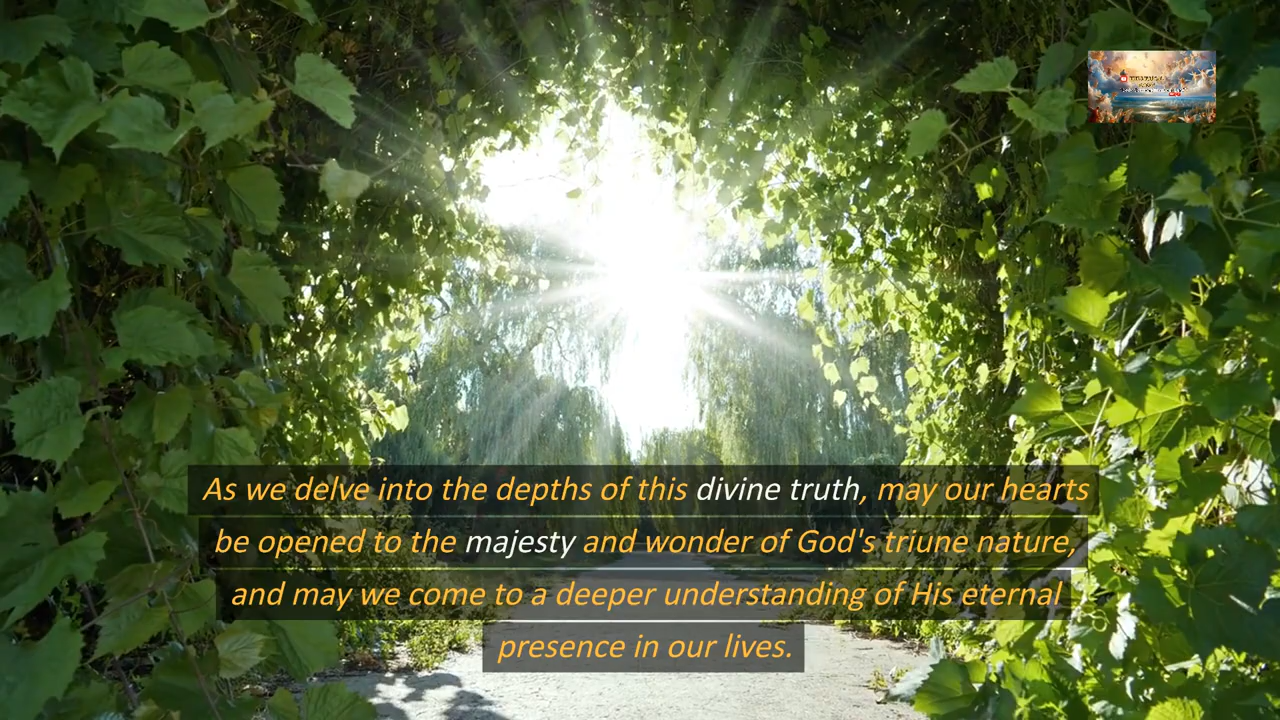 As we delve into the depths of this divine truth, may our hearts
be opened to the majesty and wonder of God's triune nature,
and may we come to a deeper understanding of His eternal
presence in our lives.